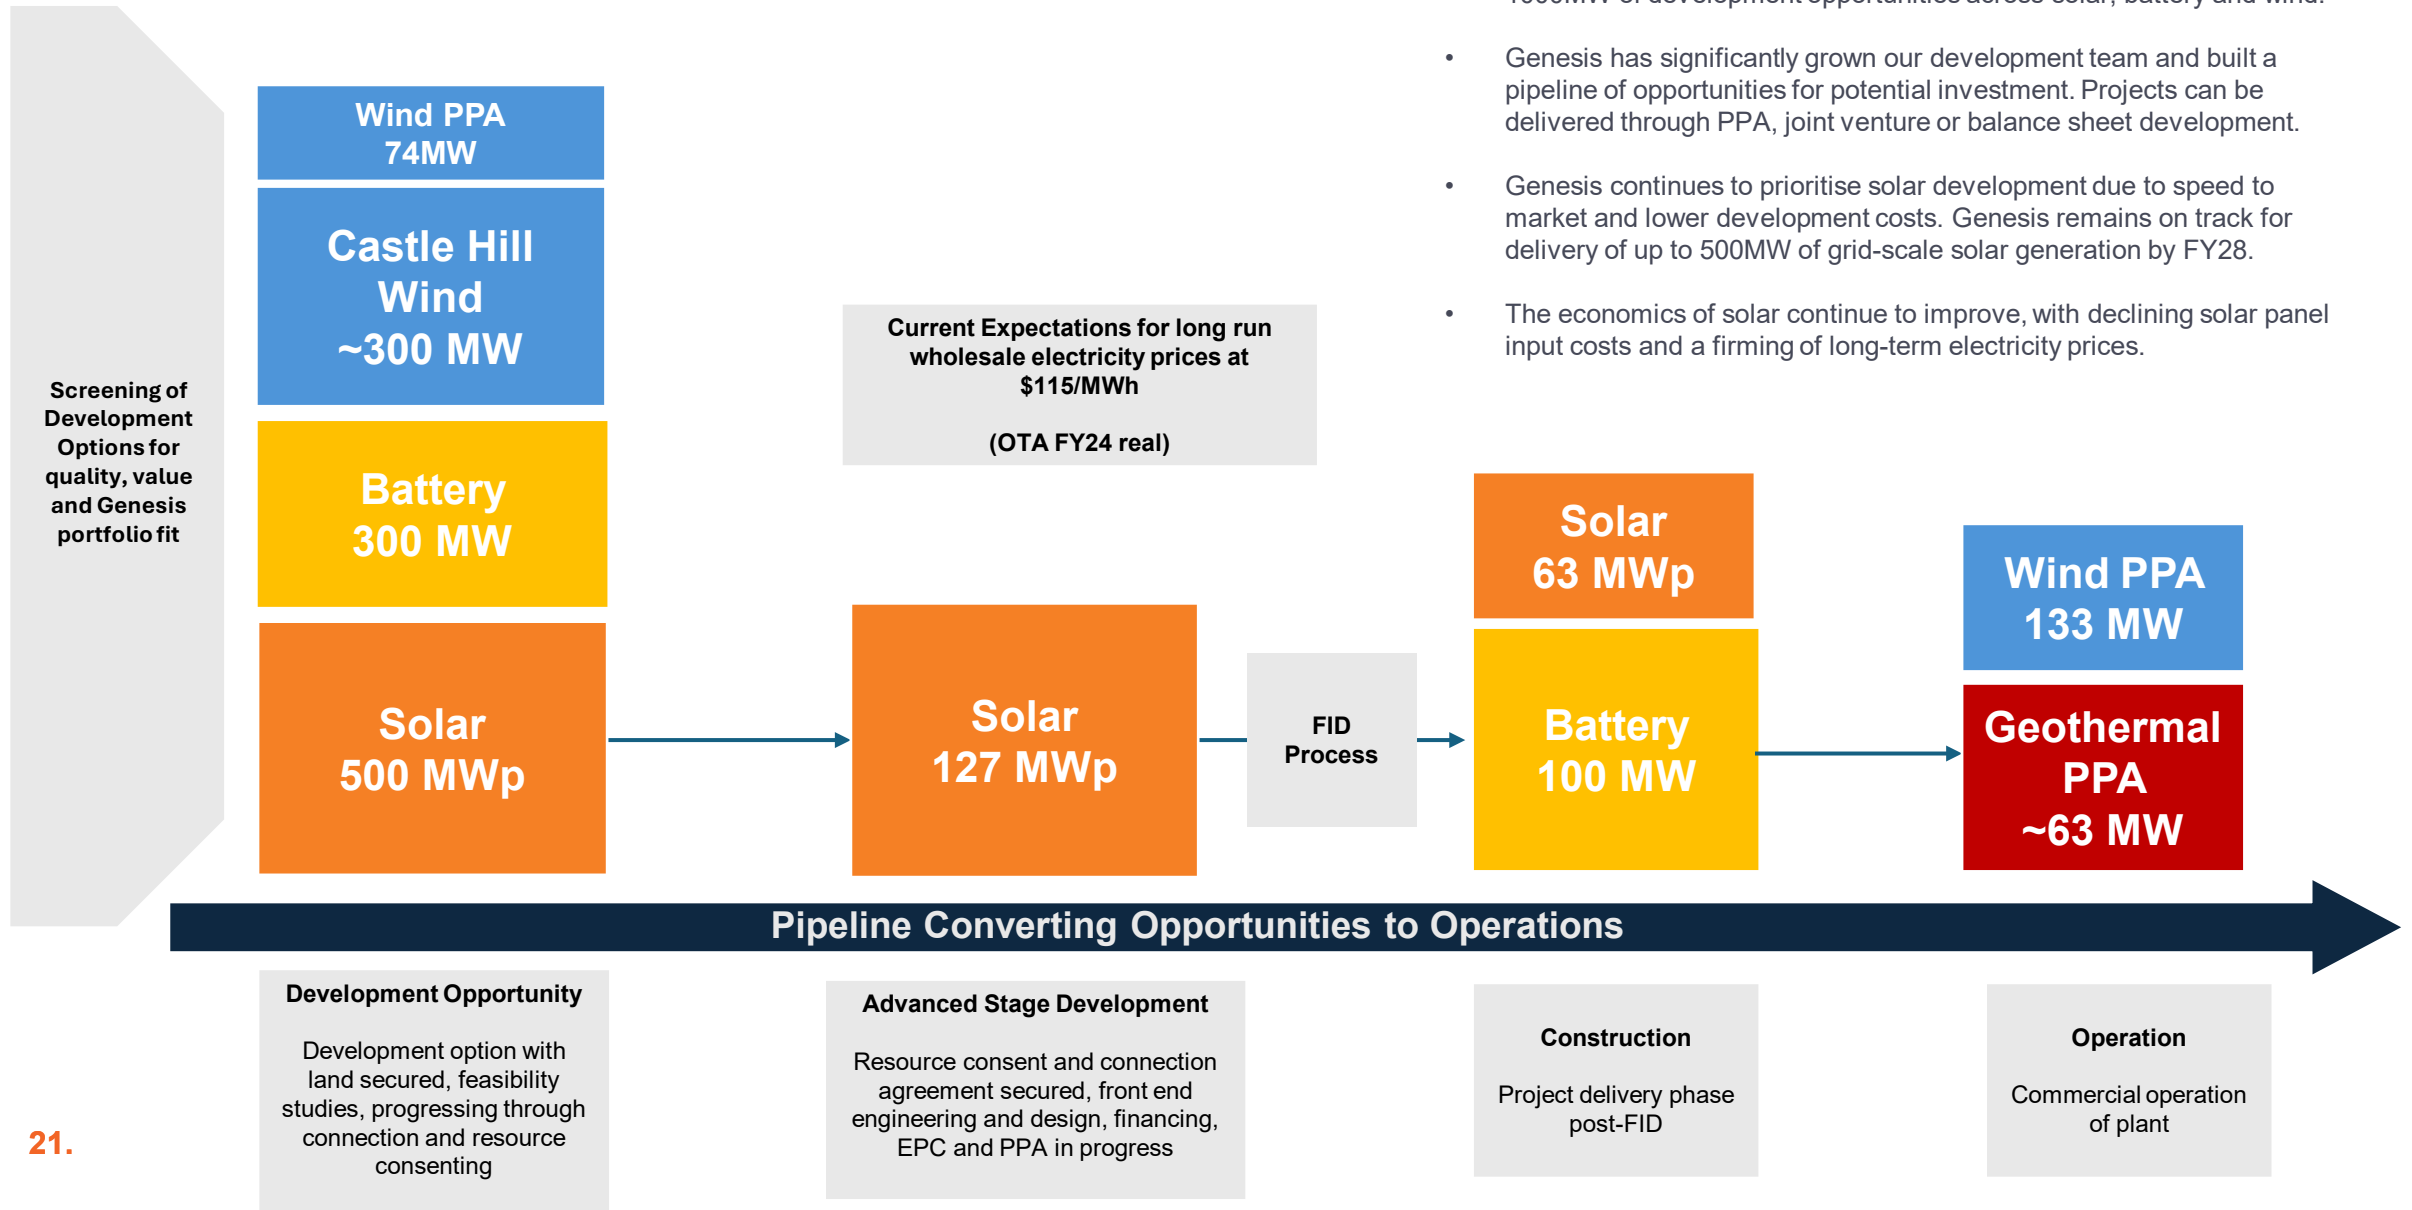 1000MW of development opportunities across solar, battery and wind.
• Genesis has significantly grown our development team and built a
pipeline of opportunities for potential investment. Projects can be
delivered through PPA, joint venture or balance sheet development.
• Genesis continues to prioritise solar development due to speed to
market and lower development costs. Genesis remains on track for
delivery of up to 500MW of grid-scale solar generation by FY28.
• The economics of solar continue to improve, with declining solar panel
input costs and a firming of long-term electricity prices.
Screening of
Development
Options for
quality, value
and Genesis
portfolio fit
Wind PPA
74MW
Castle Hill
Wind
~300 MW
Battery
300 MW
Solar
500 MWp
Current Expectations for long run
wholesale electricity prices at
$115/MWh
(OTA FY24 real)
Solar
127 MWp
FID
Process
Solar
63 MWp
Battery
100 MW
Wind PPA
133 MW
Geothermal
PPA
~63 MW
Pipeline Converting Opportunities to Operations
Development Opportunity
Development option with
land secured, feasibility
studies, progressing through
connection and resource
consenting
Advanced Stage Development
Resource consent and connection
agreement secured, front end
engineering and design, financing,
EPC and PPA in progress
Construction
Project delivery phase
post-FID
Operation
Commercial operation
of plant
21.